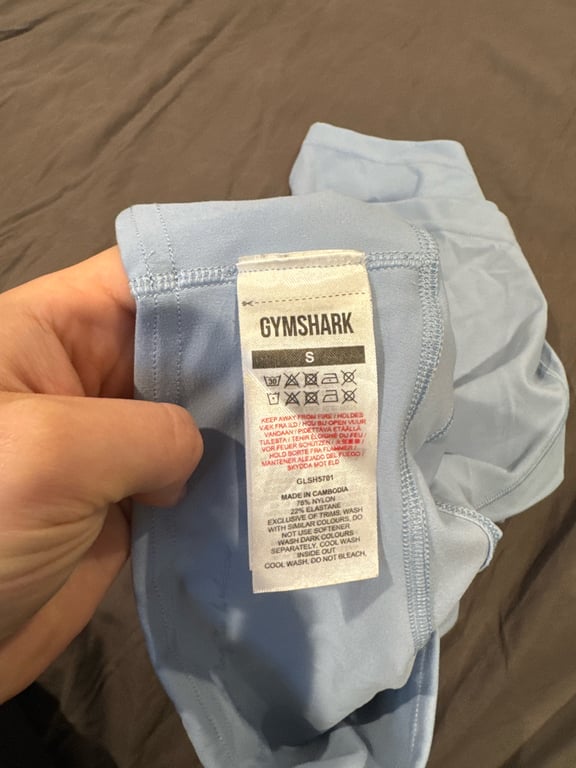 GYMSHARK
S
30
KEEP AWAY FROM FIRE / HOLDES
VÆK FRA ILD / HOU BIJ OPEN VUUR
VANDAAN / PIDETTÄVÄ ETÄÄLLÄ
TULESTA / TENIR ÉLOIGNÉ DU FEU /
VOR FEUER SCHÜTZEN /
HOLD BORTE FRA FLAMMER /
MANTENER ALEJADO DEL FUEGO /
SKYDDA MOT ELD
GLSH5701
MADE IN CAMBODIA
78% NYLON
22% ELASTANE
EXCLUSIVE OF TRIMS, WASH
WITH SIMILAR COLOURS, DO
NOT USE SOFTENER
WASH DARK COLOURS
SEPARATELY, COOL WASH
INSIDE OUT
COOL WASH, DO NOT BLEACH,